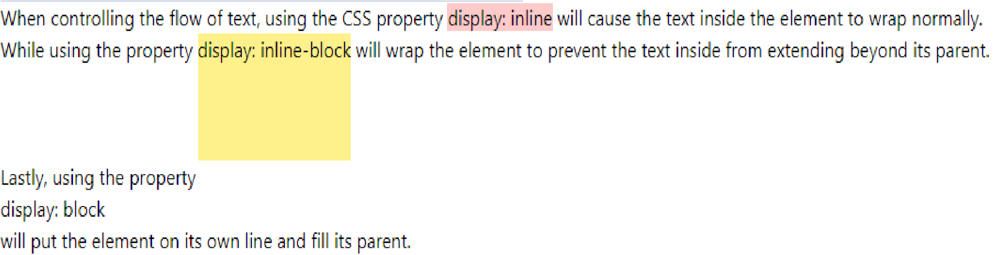 When controlling the flow of text, using the CSS property display: inline will cause the text inside the element to wrap normally.
While using the property display: inline-block will wrap the element to prevent the text inside from extending beyond its parent.
Lastly, using the property
display: block
will put the element on its own line and fill its parent.